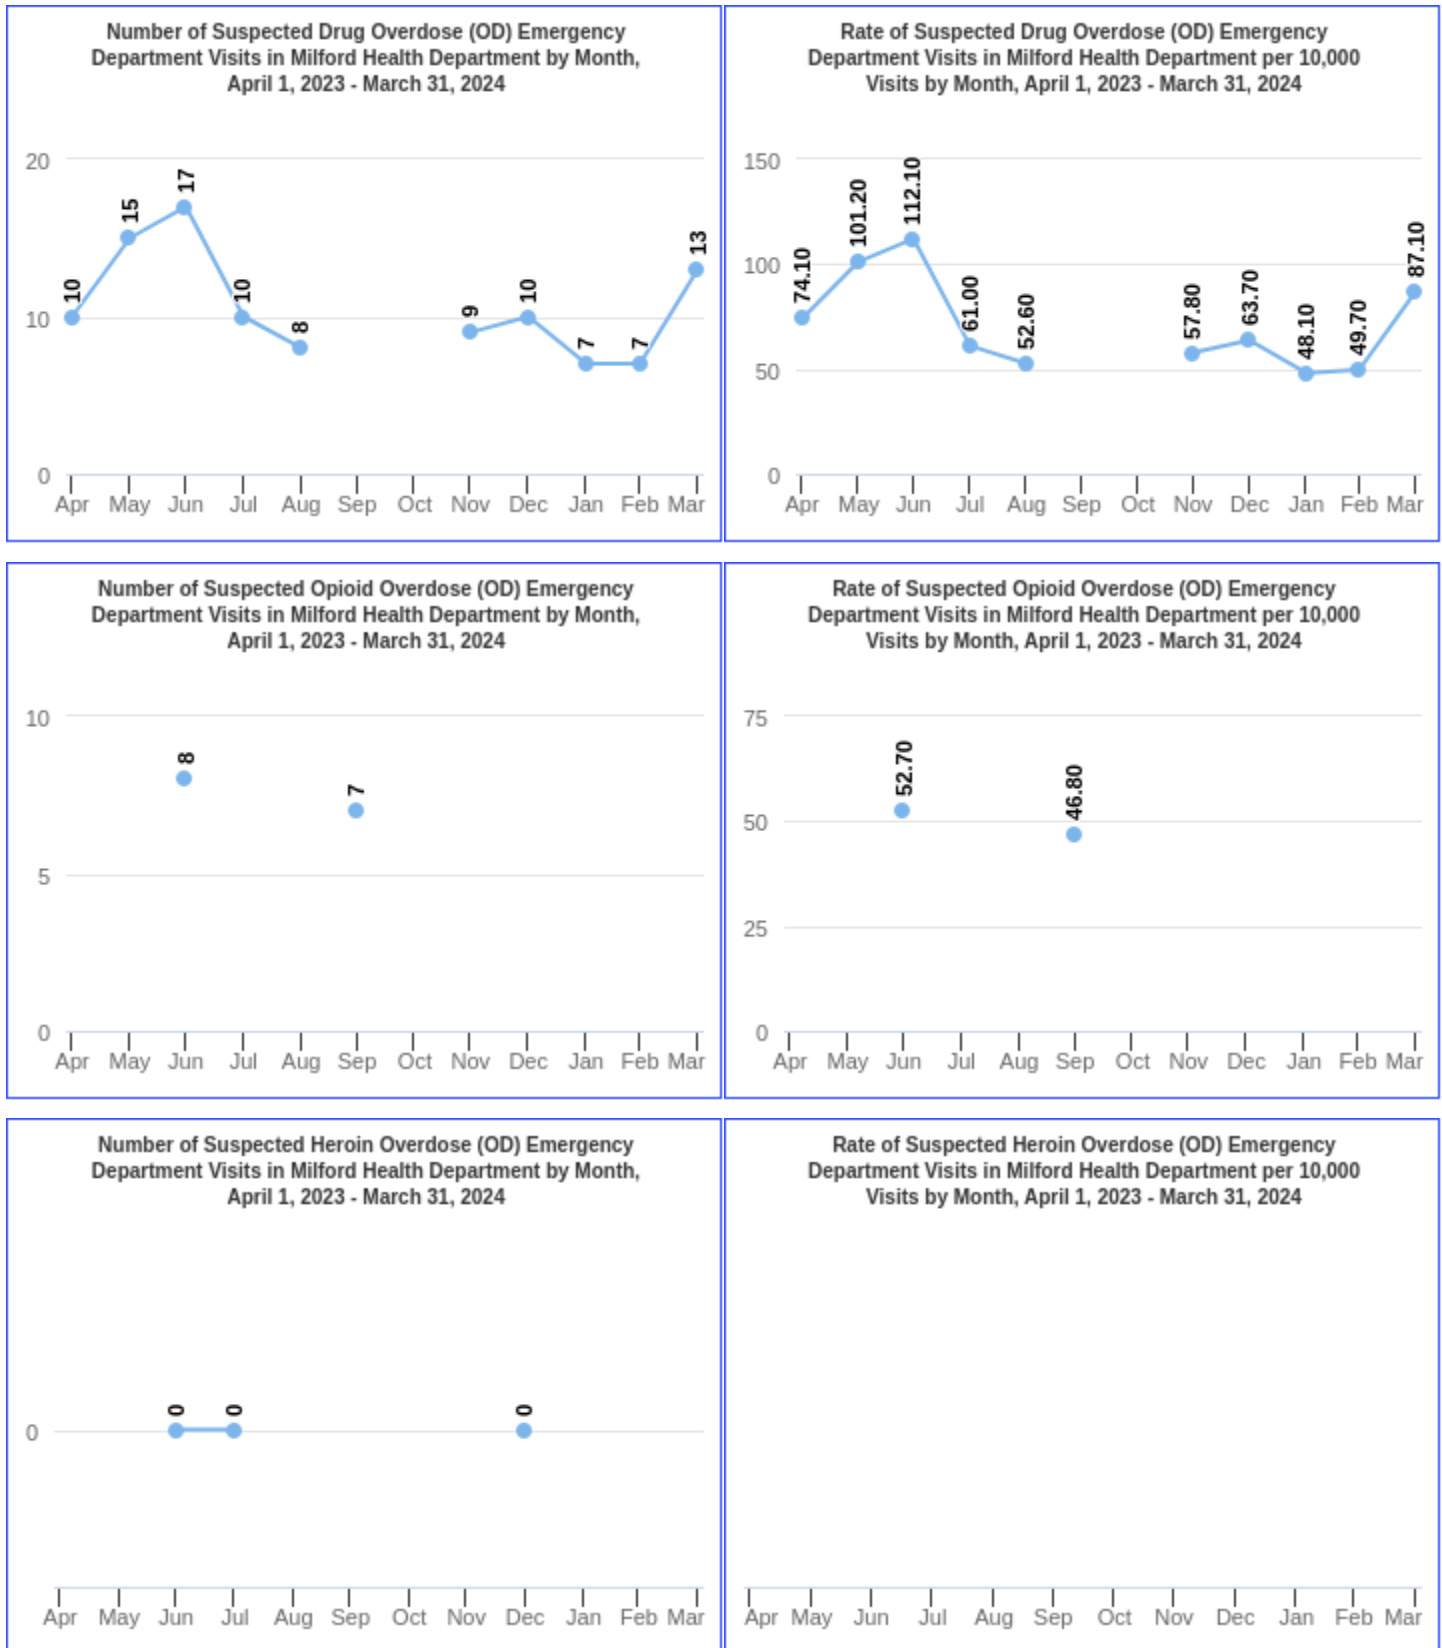 Number of Suspected Drug Overdose (OD) Emergency
Department Visits in Milford Health Department by Month,
April 1, 2023 - March 31, 2024
20
10
0
10
15
17
10
8
9
10
7
7
13
Apr May Jun Jul Aug Sep Oct Nov Dec Jan Feb Mar
Rate of Suspected Drug Overdose (OD) Emergency
Department Visits in Milford Health Department per 10,000
Visits by Month, April 1, 2023 - March 31, 2024
150
100
50
0
74.10
101.20
112.10
61.00
52.60
57.80
63.70
48.10
49.70
87.10
Apr May Jun Jul Aug Sep Oct Nov Dec Jan Feb Mar
Number of Suspected Opioid Overdose (OD) Emergency
Department Visits in Milford Health Department by Month,
April 1, 2023 - March 31, 2024
10
5
0
8
7
Apr May Jun Jul Aug Sep Oct Nov Dec Jan Feb Mar
Rate of Suspected Opioid Overdose (OD) Emergency
Department Visits in Milford Health Department per 10,000
Visits by Month, April 1, 2023 - March 31, 2024
75
50
25
0
52.70
46.80
Apr May Jun Jul Aug Sep Oct Nov Dec Jan Feb Mar
Number of Suspected Heroin Overdose (OD) Emergency
Department Visits in Milford Health Department by Month,
April 1, 2023 - March 31, 2024
0
0
0
0
Apr May Jun Jul Aug Sep Oct Nov Dec Jan Feb Mar
Rate of Suspected Heroin Overdose (OD) Emergency
Department Visits in Milford Health Department per 10,000
Visits by Month, April 1, 2023 - March 31, 2024
Apr May Jun Jul Aug Sep Oct Nov Dec Jan Feb Mar